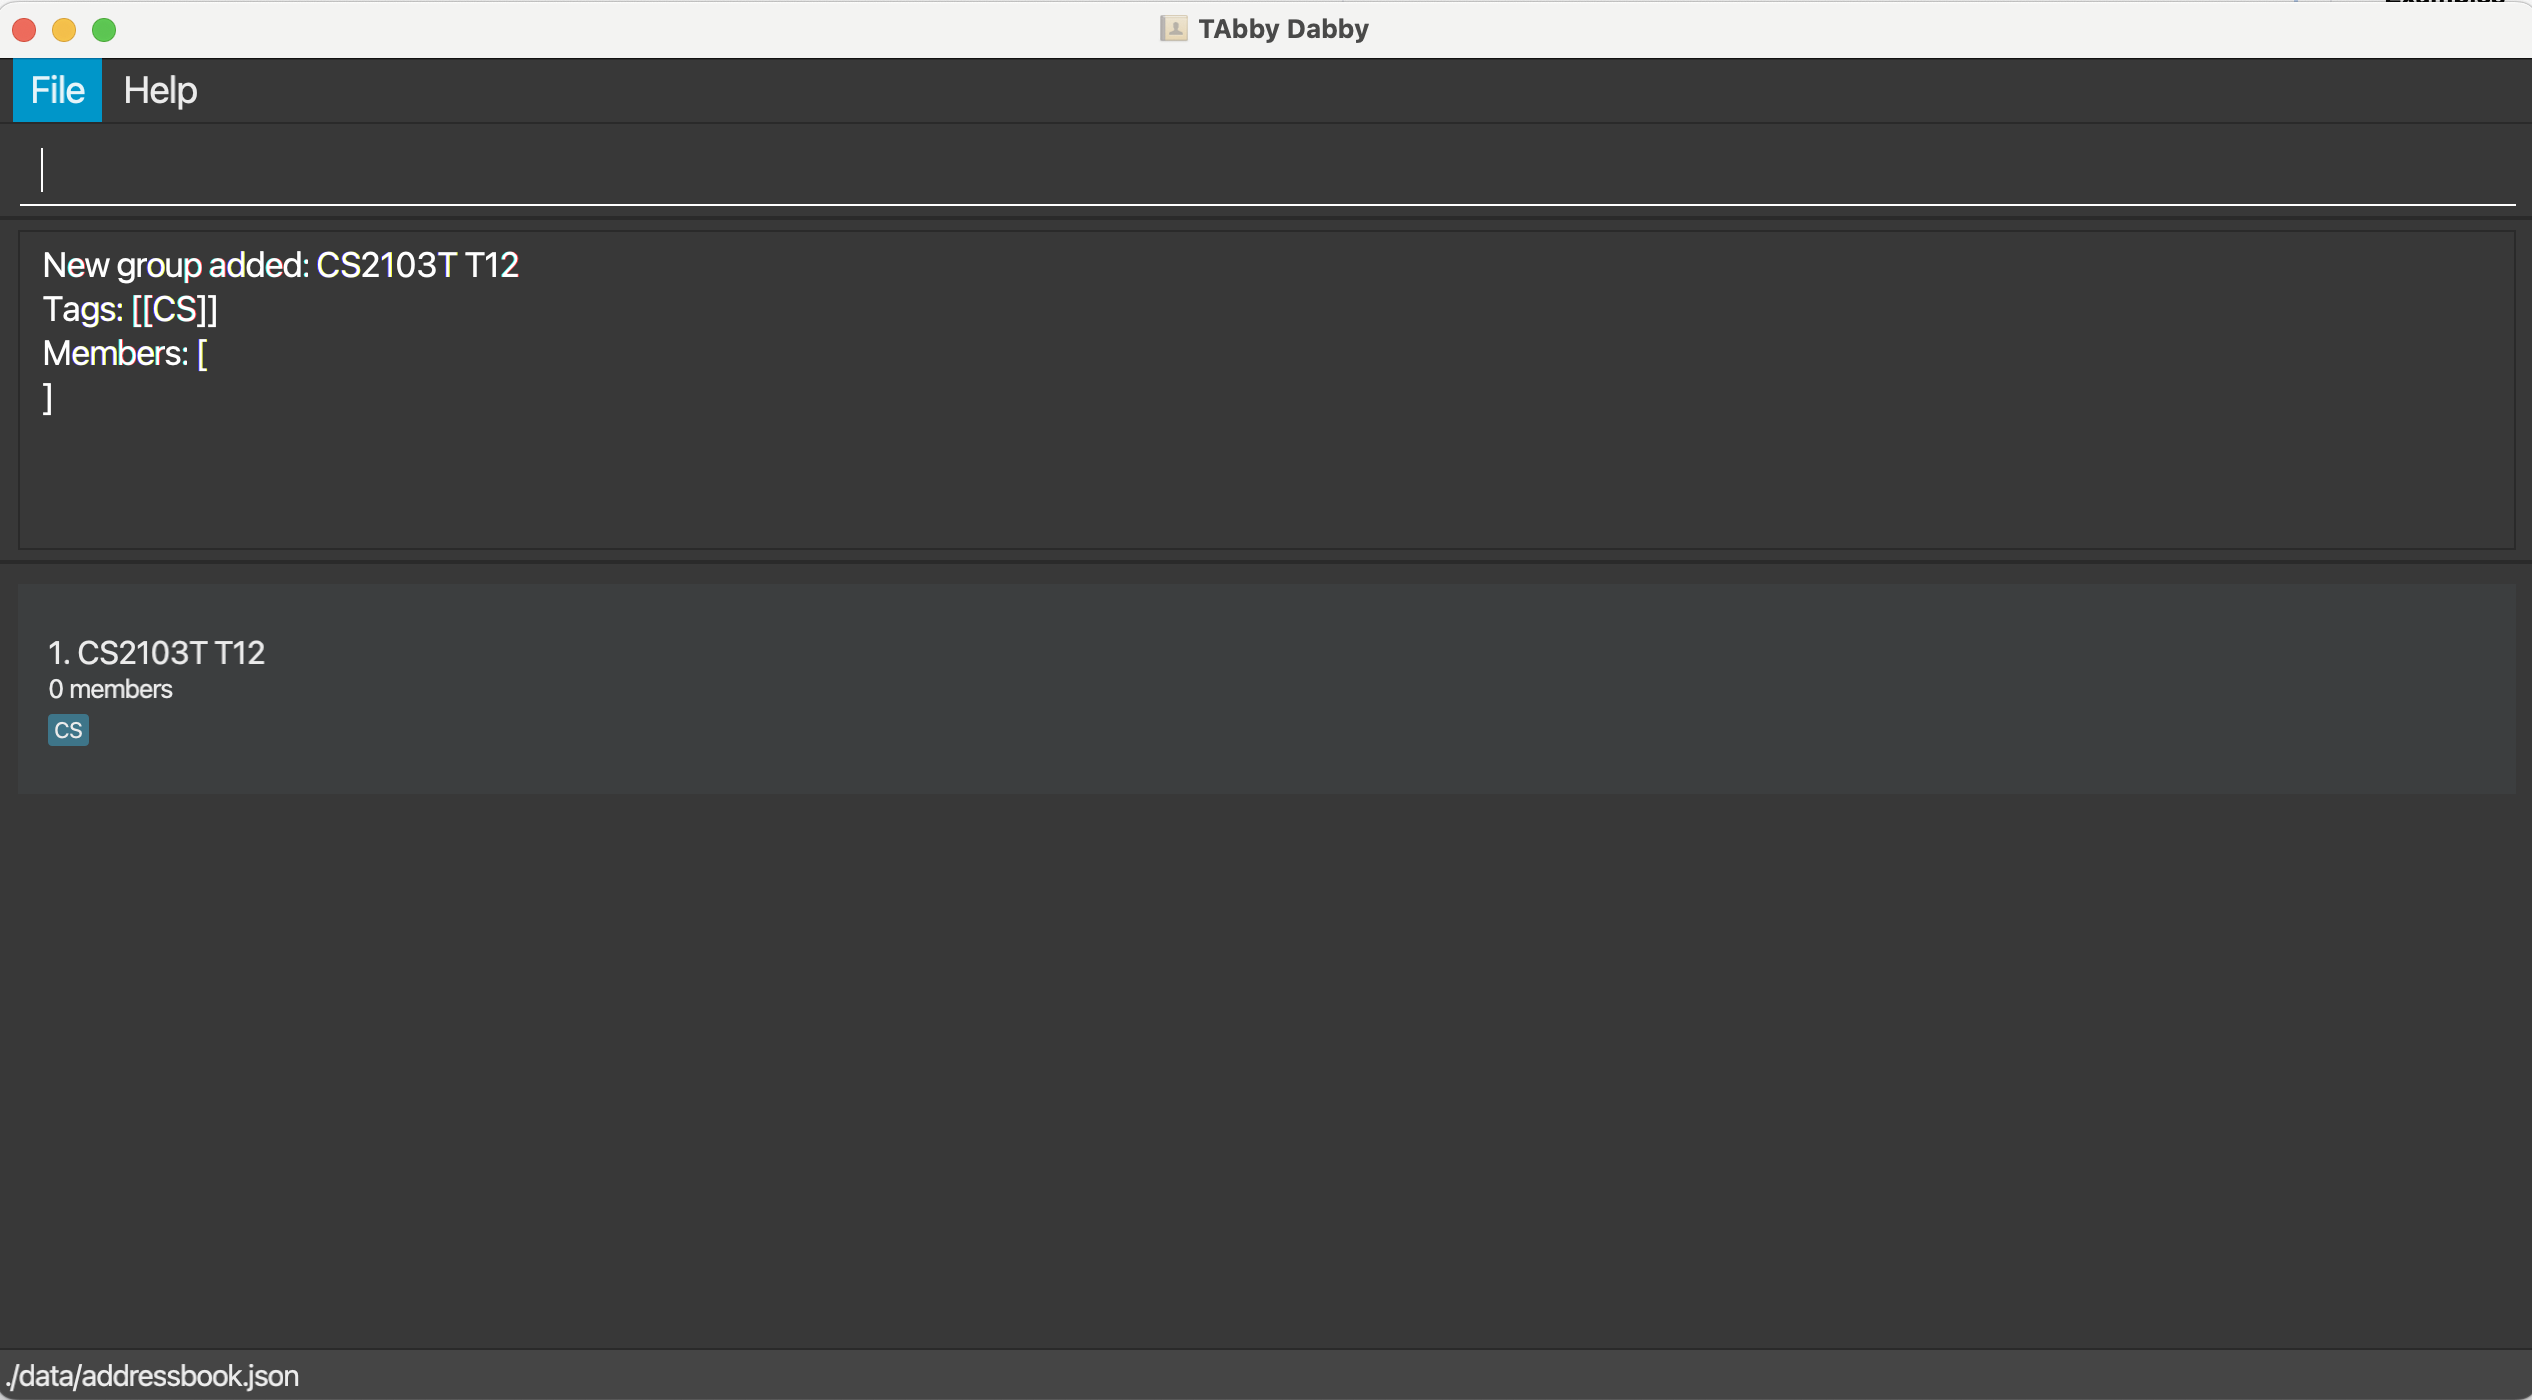 TAbby Dabby
File Help
New group added: CS2103T T12
Tags: [[CS]]
Members: [
]
1. CS2103T T12
0 members
CS
./data/addressbook.json